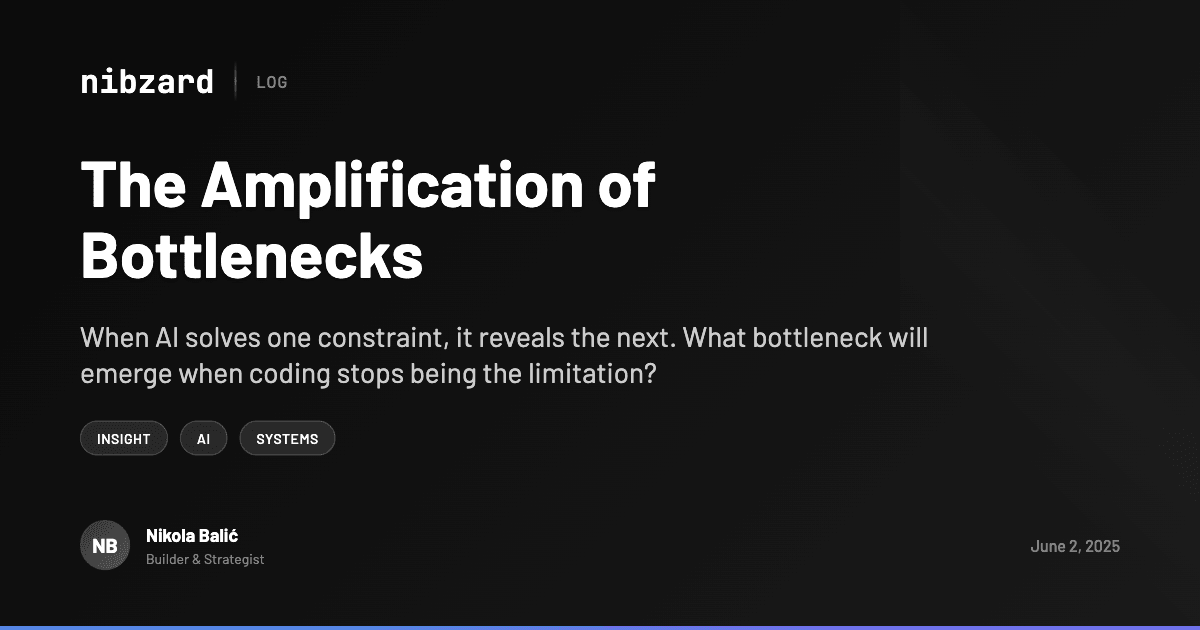 nibzard | LOG
The Amplification of
Bottlenecks
When AI solves one constraint, it reveals the next. What bottleneck will
emerge when coding stops being the limitation?
INSIGHT AI SYSTEMS
NB
Nikola Balić
Builder & Strategist
June 2, 2025